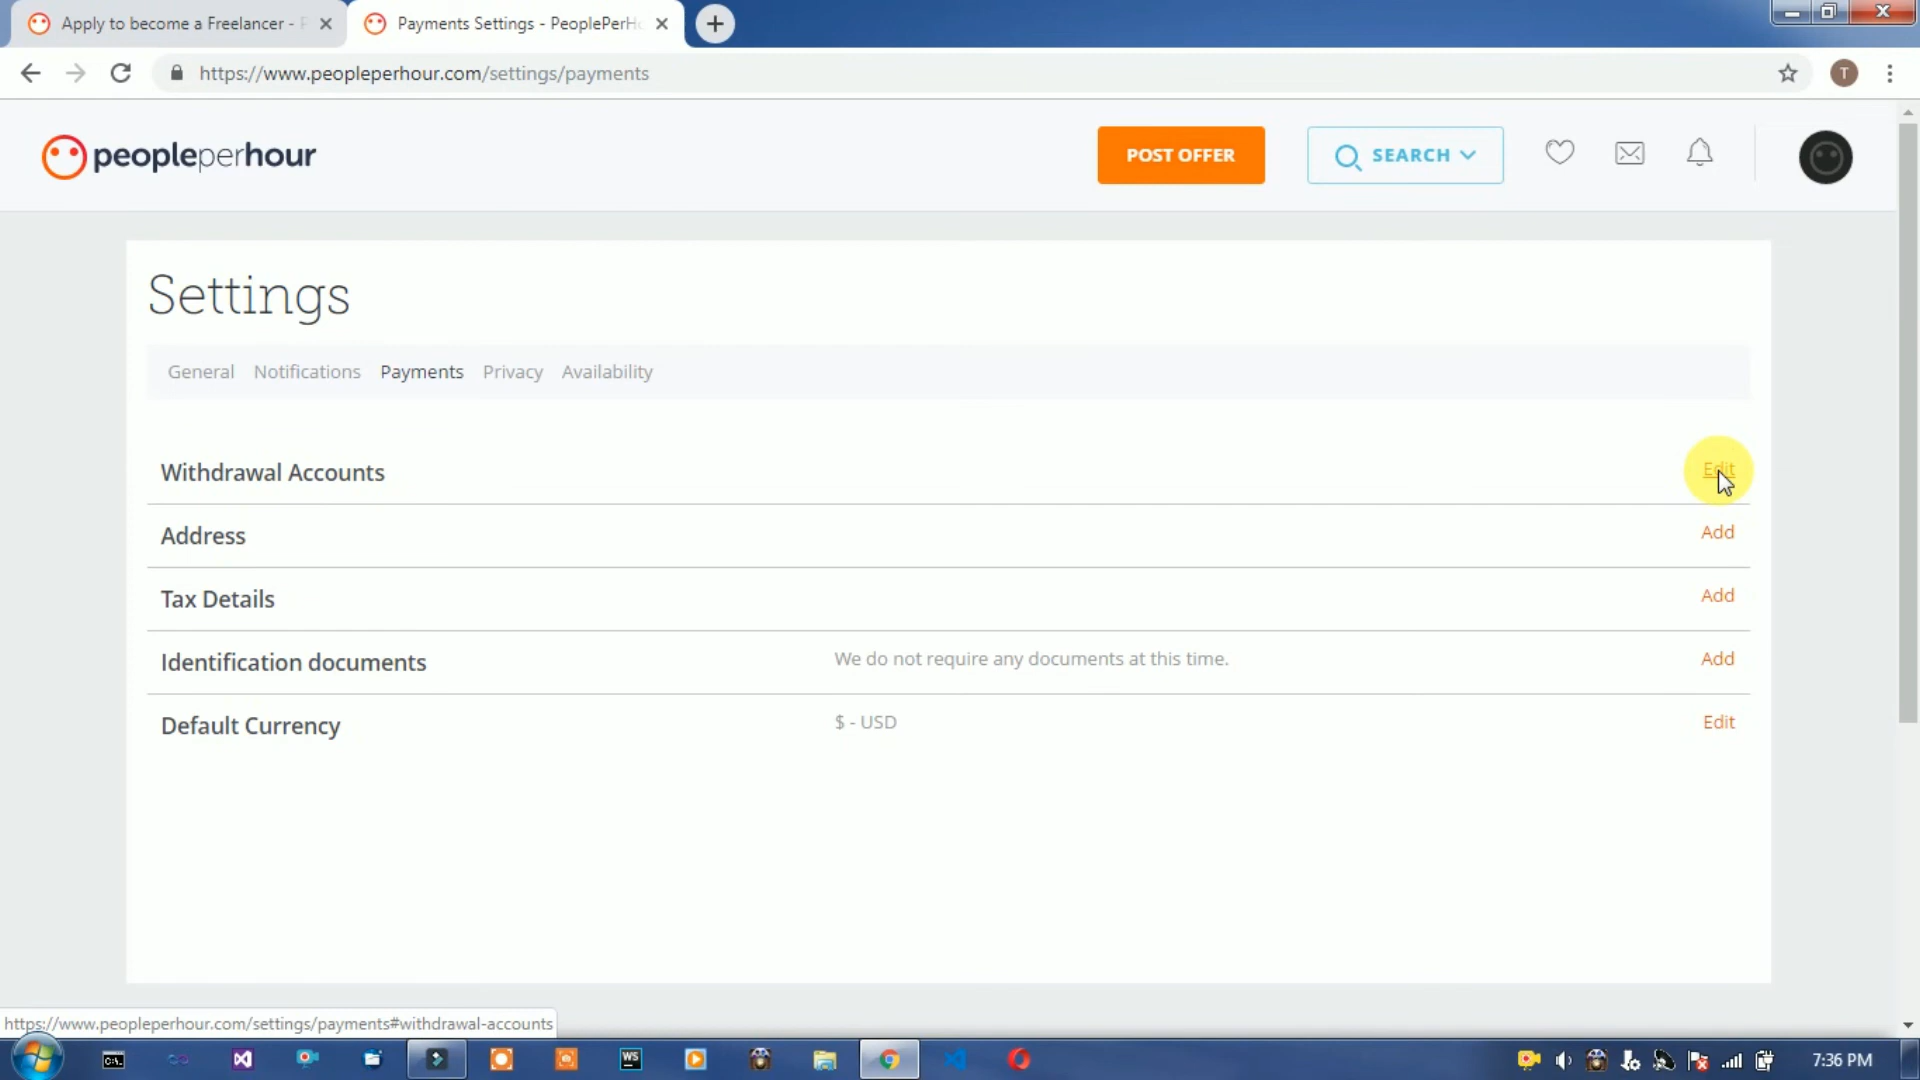 Apply to become a Freelancer -
Payments Settings - PeoplePerH
https://www.peopleperhour.com/settings/payments
T
peopleperhour
POST OFFER
SEARCH
Settings
General Notifications Payments Privacy Availability
Withdrawal Accounts Edit
Address Add
Tax Details Add
Identification documents We do not require any documents at this time. Add
Default Currency $ - USD Edit
https://www.peopleperhour.com/settings/payments#withdrawal-accounts
C:\.
WS
7:36 PM